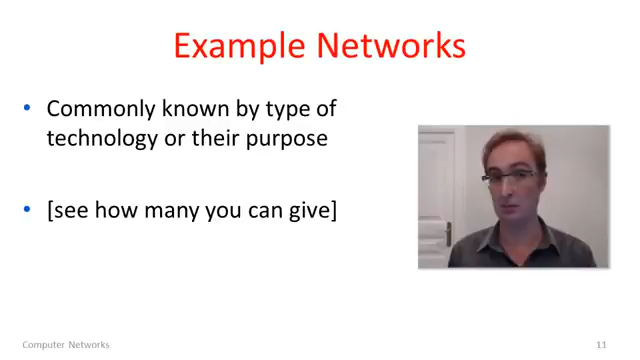 Example Networks
• Commonly known by type of
technology or their purpose
• [see how many you can give]
Computer Networks
11